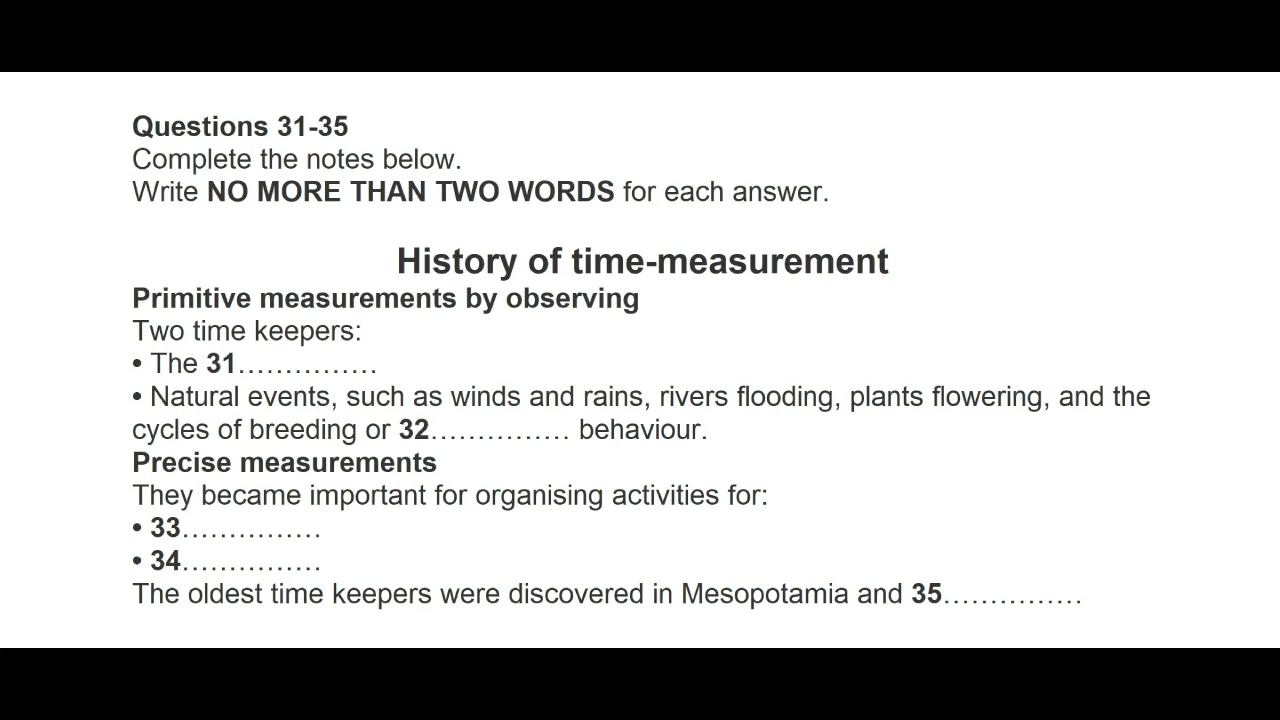 Questions 31-35
Complete the notes below.
Write NO MORE THAN TWO WORDS for each answer.
History of time-measurement
Primitive measurements by observing
Two time keepers:
• The 31……………
• Natural events, such as winds and rains, rivers flooding, plants flowering, and the
cycles of breeding or 32…………… behaviour.
Precise measurements
They became important for organising activities for:
• 33……………
• 34……………
The oldest time keepers were discovered in Mesopotamia and 35……………